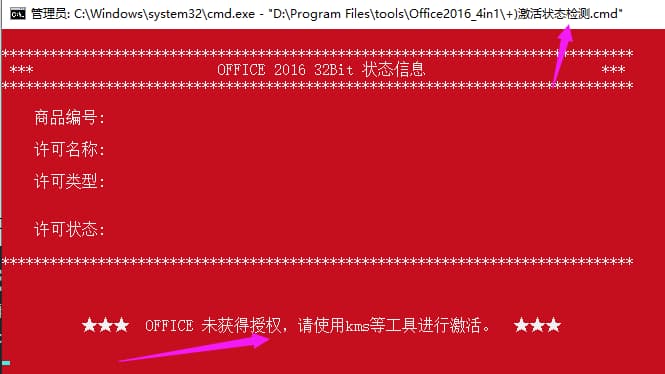 管理员: C:\Windows\system32\cmd.exe - "D:\Program Files\tools\Office2016_4in1\+)激活状态检测.cmd"
*******************************************************************************
*** OFFICE 2016 32Bit 状态信息 ***
*******************************************************************************
商品编号:
许可名称:
许可类型:
许可状态:
*******************************************************************************
★★★ OFFICE 未获得授权, 请使用kms等工具进行激活。 ★★★